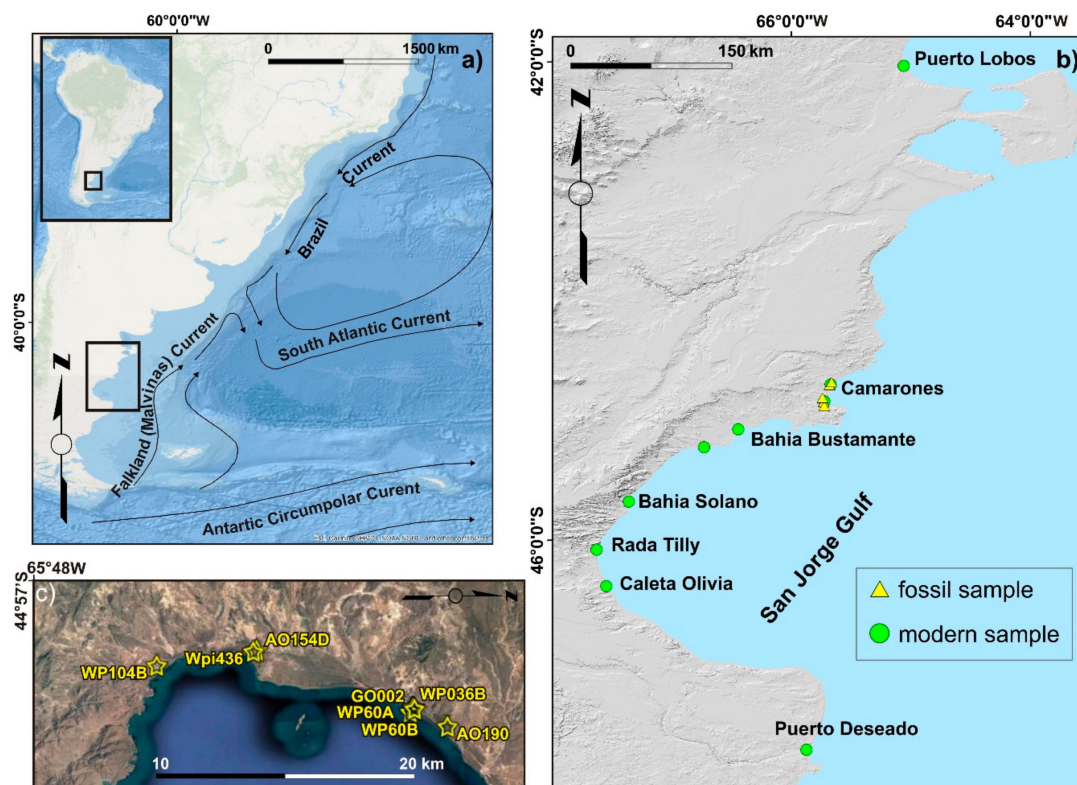 60°0'0"W
0
1500 km
a)
Current
Brazil
40°0'0"S
South Atlantic Current
Falkland (Malvinas) Current
N
Antartic Circumpolar Curent
66°0'0"W
64°0'0"W
0
150 km
b)
42°0'0"S
Puerto Lobos
N
Camarones
Bahia Bustamante
Bahia Solano
46°0'0"S
Rada Tilly
Caleta Olivia
San Jorge Gulf
fossil sample
modern sample
Puerto Deseado
65°48'W
44°57'S
c)
N
AO154D
Wpi436
WP104B
GO002
WP036B
WP60A
WP60B
AO190
10
20 km